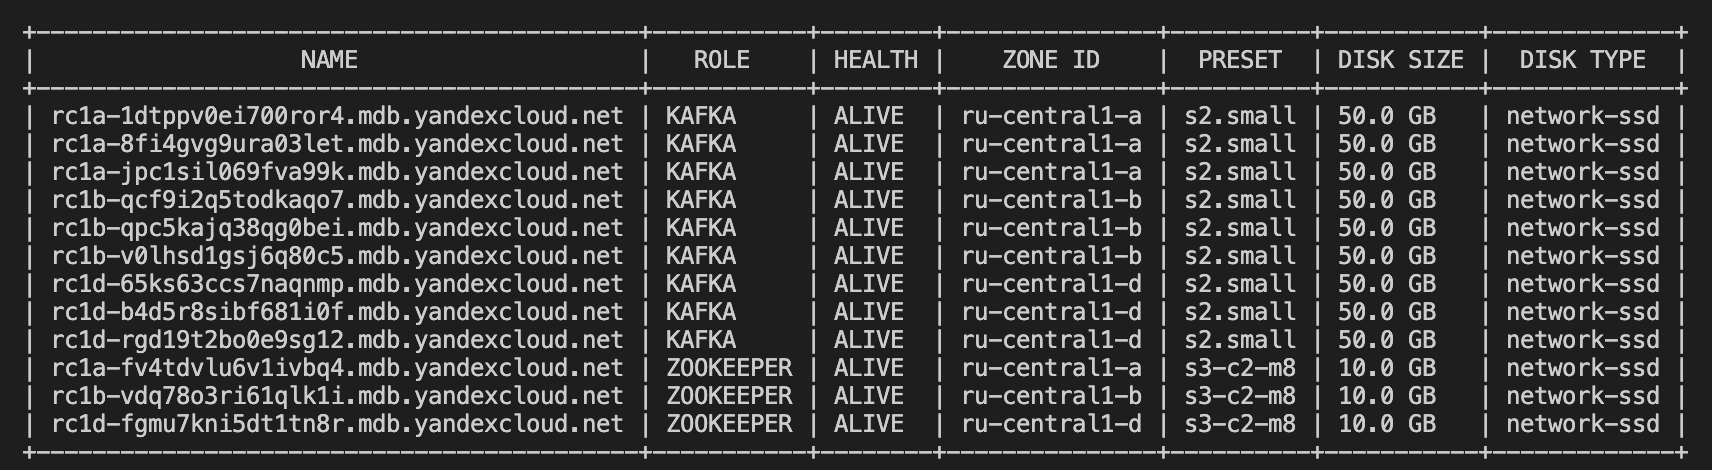 +-------------------------------------------+-----------+--------+---------------+----------+-----------+-------------+
|                   NAME                    |   ROLE    | HEALTH |    ZONE ID    |  PRESET  | DISK SIZE |  DISK TYPE  |
+-------------------------------------------+-----------+--------+---------------+----------+-----------+-------------+
| rc1a-1dtppv0ei700ror4.mdb.yandexcloud.net | KAFKA     | ALIVE  | ru-central1-a | s2.small | 50.0 GB   | network-ssd |
| rc1a-8fi4gvg9ura03let.mdb.yandexcloud.net | KAFKA     | ALIVE  | ru-central1-a | s2.small | 50.0 GB   | network-ssd |
| rc1a-jpc1sil069fva99k.mdb.yandexcloud.net | KAFKA     | ALIVE  | ru-central1-a | s2.small | 50.0 GB   | network-ssd |
| rc1b-qcf9i2q5todkaqo7.mdb.yandexcloud.net | KAFKA     | ALIVE  | ru-central1-b | s2.small | 50.0 GB   | network-ssd |
| rc1b-qpc5kajq38qg0bei.mdb.yandexcloud.net | KAFKA     | ALIVE  | ru-central1-b | s2.small | 50.0 GB   | network-ssd |
| rc1b-v0lhsd1gsj6q80c5.mdb.yandexcloud.net | KAFKA     | ALIVE  | ru-central1-b | s2.small | 50.0 GB   | network-ssd |
| rc1d-65ks63ccs7naqnmp.mdb.yandexcloud.net | KAFKA     | ALIVE  | ru-central1-d | s2.small | 50.0 GB   | network-ssd |
| rc1d-b4d5r8sibf681i0f.mdb.yandexcloud.net | KAFKA     | ALIVE  | ru-central1-d | s2.small | 50.0 GB   | network-ssd |
| rc1d-rgd19t2bo0e9sg12.mdb.yandexcloud.net | KAFKA     | ALIVE  | ru-central1-d | s2.small | 50.0 GB   | network-ssd |
| rc1a-fv4tdvlu6v1ivbq4.mdb.yandexcloud.net | ZOOKEEPER | ALIVE  | ru-central1-a | s3-c2-m8 | 10.0 GB   | network-ssd |
| rc1b-vdq78o3ri61qlk1i.mdb.yandexcloud.net | ZOOKEEPER | ALIVE  | ru-central1-b | s3-c2-m8 | 10.0 GB   | network-ssd |
| rc1d-fgmu7kni5dt1tn8r.mdb.yandexcloud.net | ZOOKEEPER | ALIVE  | ru-central1-d | s3-c2-m8 | 10.0 GB   | network-ssd |
+-------------------------------------------+-----------+--------+---------------+----------+-----------+-------------+